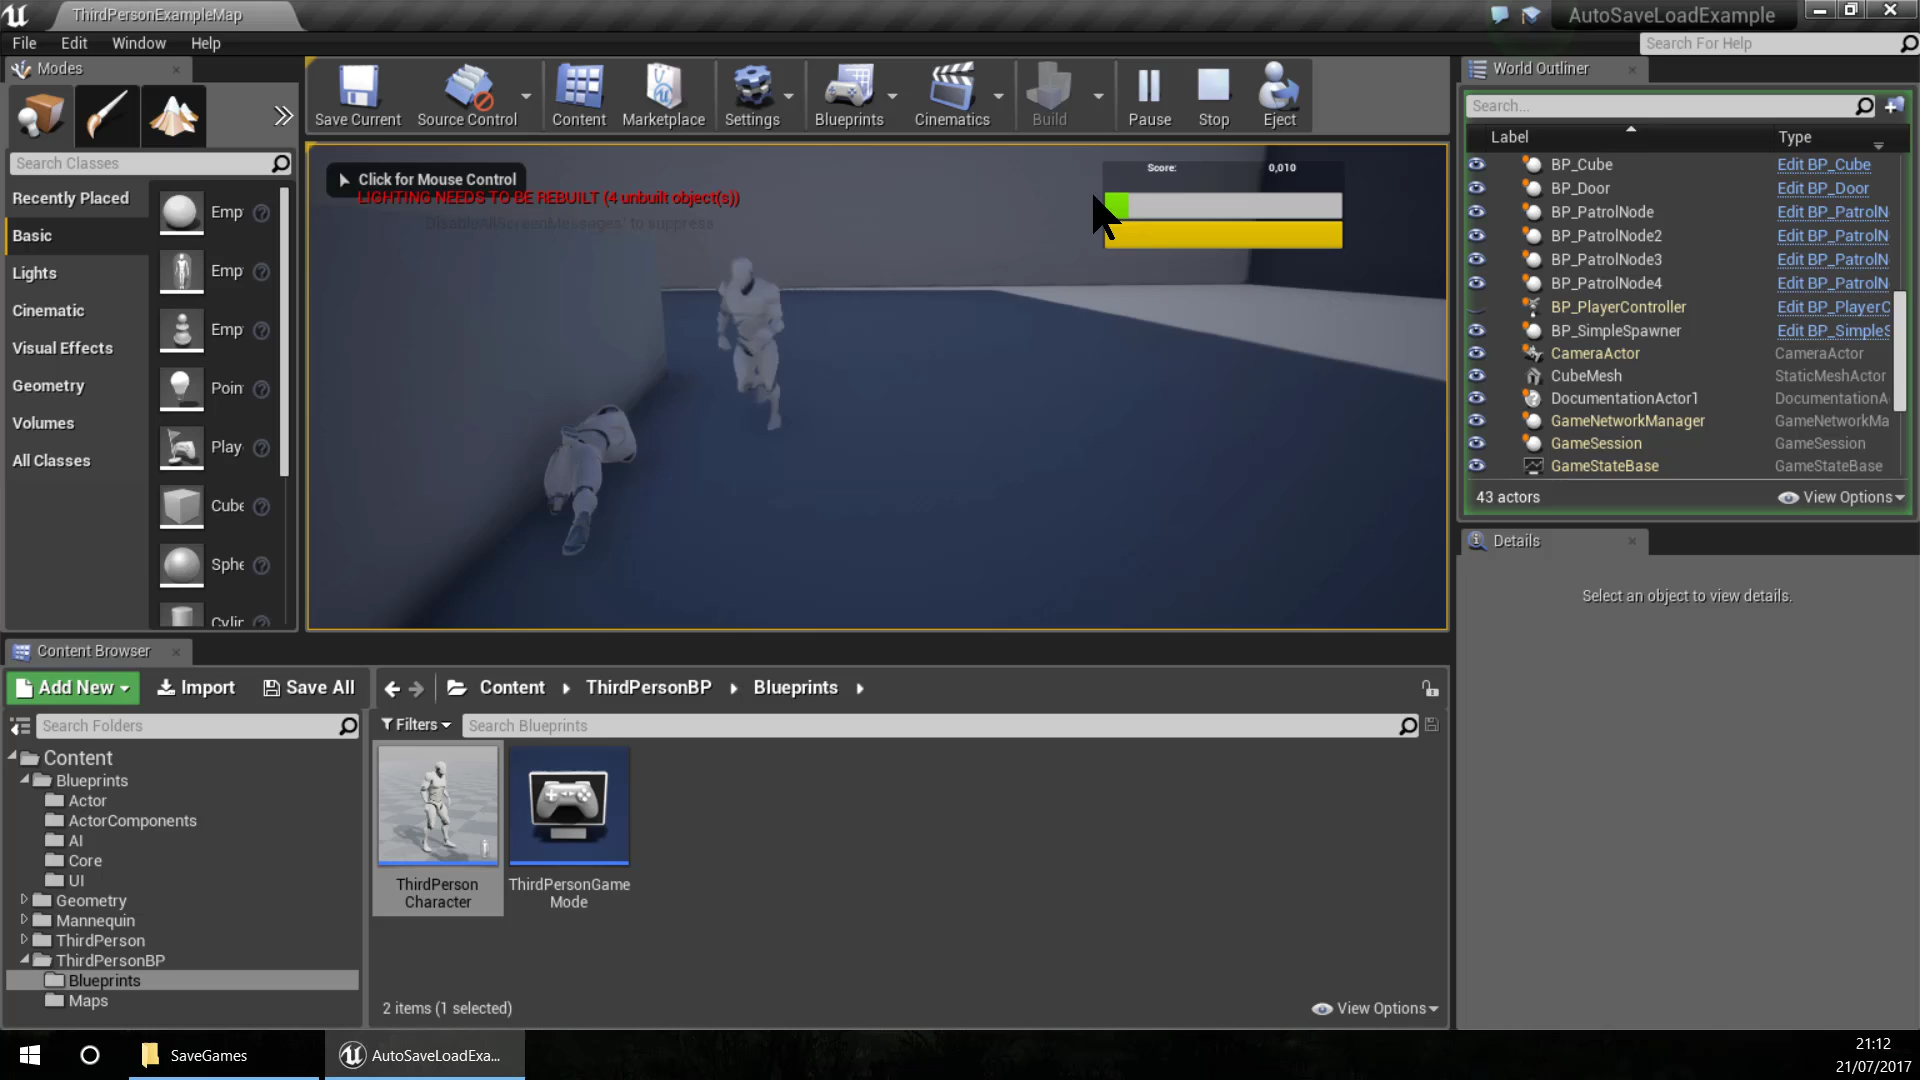 ThirdPersonExampleMap
AutoSaveLoadExample
File
Edit
Window
Help
Search For Help
Modes
Search Classes
Recently Placed
Basic
Lights
Cinematic
Visual Effects
Geometry
Volumes
All Classes
Emp
Emp
Emp
Poin
Play
Cube
Sphe
Save Current
Source Control
Content
Marketplace
Settings
Blueprints
Cinematics
Build
Pause
Stop
Eject
Click for Mouse Control
LIGHTING NEEDS TO BE REBUILT (4 unbuilt object(s))
DisableAllScreenMessages' to suppress
Score: 0,010
World Outliner
Search...
Label Type
BP_Cube Edit BP_Cube
BP_Door Edit BP_Door
BP_PatrolNode Edit BP_PatrolN
BP_PatrolNode2 Edit BP_PatrolN
BP_PatrolNode3 Edit BP_PatrolN
BP_PatrolNode4 Edit BP_PatrolN
BP_PlayerController Edit BP_PlayerC
BP_SimpleSpawner Edit BP_SimpleS
CameraActor CameraActor
CubeMesh StaticMeshActor
DocumentationActor1 DocumentationA
GameNetworkManager GameNetworkMa
GameSession GameSession
GameStateBase GameStateBase
43 actors
View Options
Details
Select an object to view details.
Content Browser
Add New
Import
Save All
Content
ThirdPersonBP
Blueprints
Search Folders
Filters
Search Blueprints
Content
Blueprints
Actor
ActorComponents
AI
Core
UI
Geometry
Mannequin
ThirdPerson
ThirdPersonBP
Blueprints
Maps
ThirdPerson
Character
ThirdPersonGame
Mode
2 items (1 selected)
View Options
SaveGames
AutoSaveLoadExa...
21:12
21/07/2017